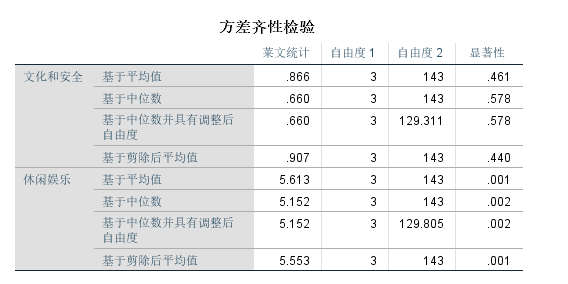 方差齐性检验
莱文统计 自由度 1 自由度 2 显著性
文化和安全 基于平均值 .866 3 143 .461
基于中位数 .660 3 143 .578
基于中位数并具有调整后 .660 3 129.311 .578
自由度
基于剪除后平均值 .907 3 143 .440
休闲娱乐 基于平均值 5.613 3 143 .001
基于中位数 5.152 3 143 .002
基于中位数并具有调整后 5.152 3 129.805 .002
自由度
基于剪除后平均值 5.553 3 143 .001